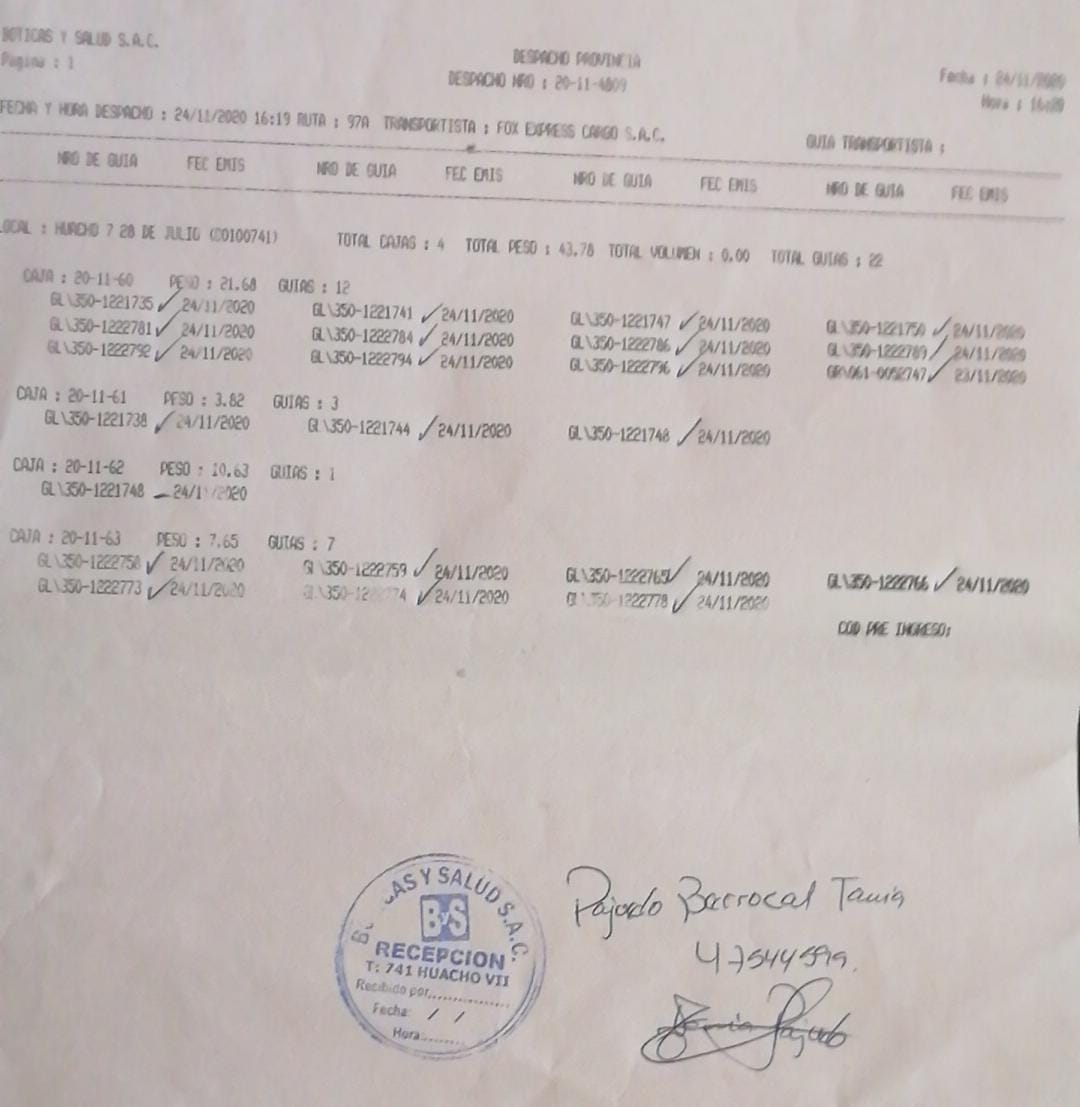 BOTICAS Y SALUD S.A.C.
Página : 1
DESPACHO PROVINCIA
DESPACHO NRO : 20-11-4809
Fecha : 24/11/2020
Hora : 16:20
FECHA Y HORA DESPACHO : 24/11/2020 16:19 RUTA : 97A TRANSPORTISTA : FOX EXPRESS CARGO S.A.C. GUIA TRANSPORTISTA :
NRO DE GUIA FEC EMIS NRO DE GUIA FEC EMIS NRO DE GUIA FEC EMIS NRO DE GUIA FEC EMIS
LOCAL : HUACHO 7 28 DE JULIO (C0100741) TOTAL CAJAS : 4 TOTAL PESO : 43.78 TOTAL VOLUMEN : 0.00 TOTAL GUIAS : 22
CAJA : 20-11-60 PESO : 21.68 GUIAS : 12
GL\350-1221735 24/11/2020 GL\350-1221741 24/11/2020 GL\350-1221747 24/11/2020 GL\350-1221750 24/11/2020
GL\350-1222781 24/11/2020 GL\350-1222784 24/11/2020 GL\350-1222786 24/11/2020 GL\350-1222789 24/11/2020
GL\350-1222792 24/11/2020 GL\350-1222794 24/11/2020 GL\350-1222796 24/11/2020 GR\061-0052747 23/11/2020
CAJA : 20-11-61 PESO : 3.82 GUIAS : 3
GL\350-1221738 24/11/2020 GL\350-1221744 24/11/2020 GL\350-1221748 24/11/2020
CAJA : 20-11-62 PESO : 10.63 GUIAS : 1
GL\350-1221748 24/11/2020
CAJA : 20-11-63 PESO : 7.65 GUIAS : 7
GL\350-1222758 24/11/2020 GL\350-1222759 24/11/2020 GL\350-1222765 24/11/2020 GL\350-1222766 24/11/2020
GL\350-1222773 24/11/2020 24/11/2020 GL\350-1222778 24/11/2020
COD PRE INGRESO:
SALUD S.A.C.
ByS
RECEPCION
T: 741 HUACHO VII
Recibido por
Fecha: / /
Hora:
Pajuelo Barrocal Tania
47544599.